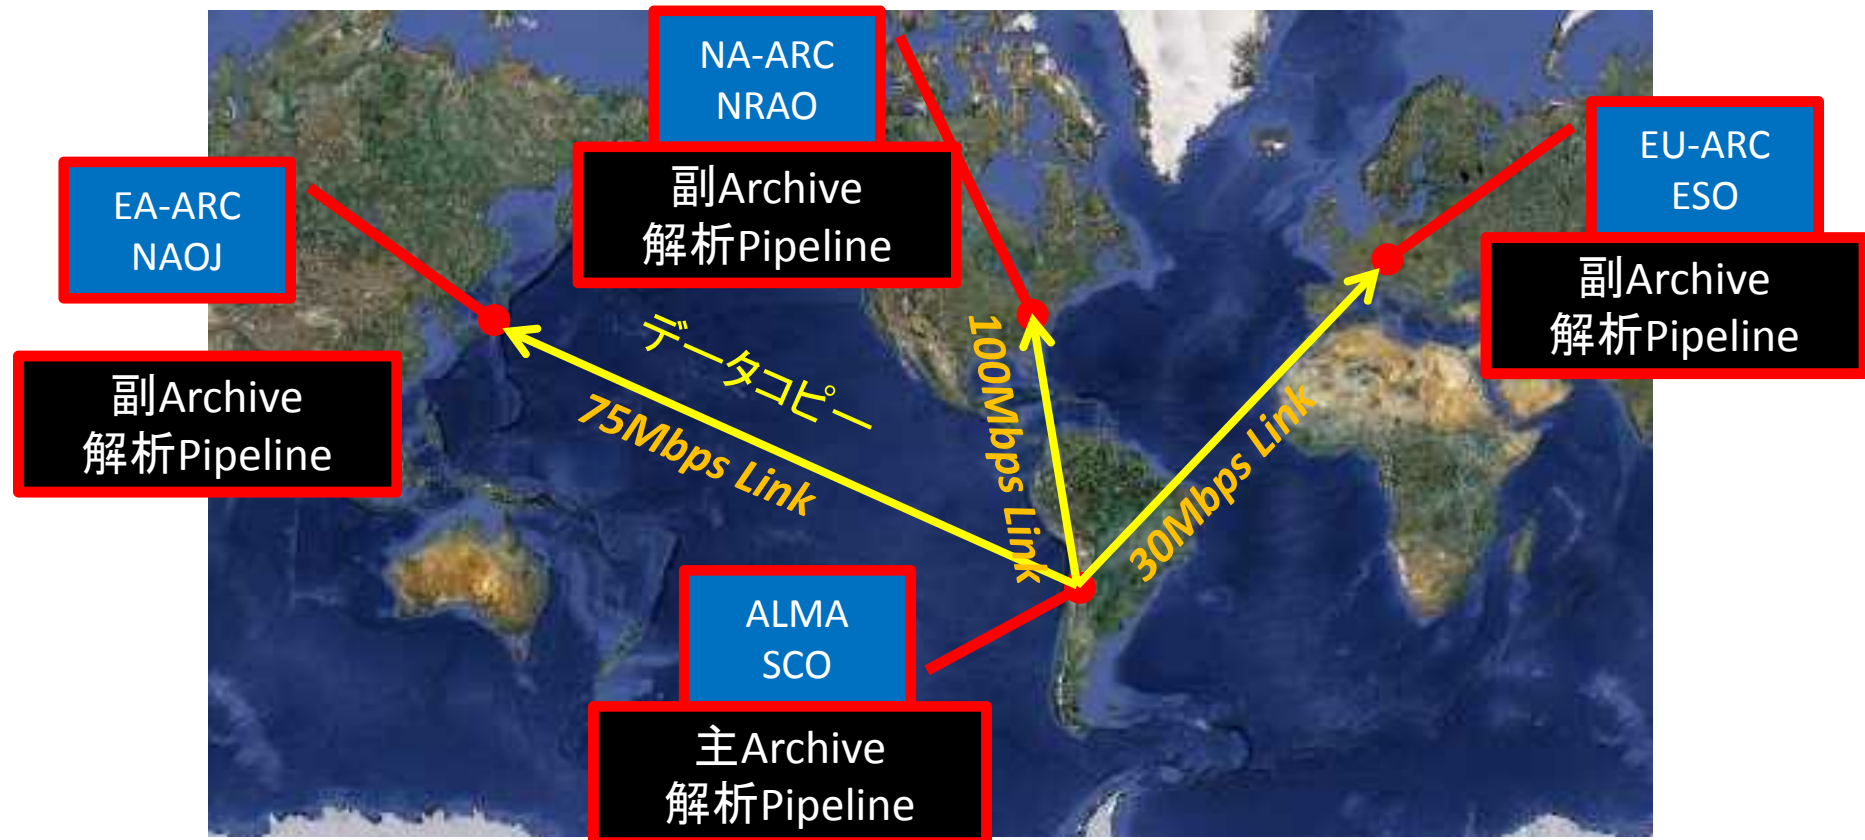 NA-ARC
NRAO
副Archive
解析Pipeline
EA-ARC
NAOJ
副Archive
解析Pipeline
EU-ARC
ESO
副Archive
解析Pipeline
データコピー
75Mbps Link
100Mbps Link
30Mbps Link
ALMA
SCO
主Archive
解析Pipeline